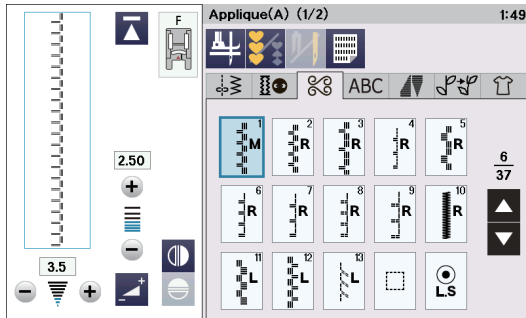 Applique(A) (1/2) 1:49
F
ABC
1 M 2 R 3 R 4 R 5 R
2.50
6
37
6 R 7 R 8 R 9 R 10 R
3.5
11 L 12 L 13 L L.S